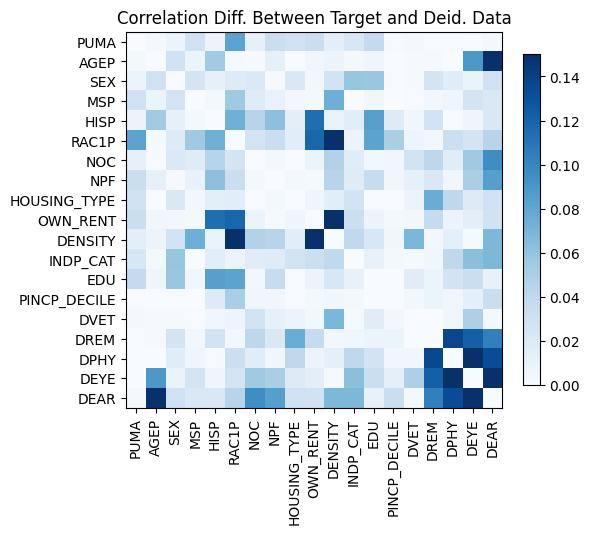 Correlation Diff. Between Target and Deid. Data
PUMA
AGEP
SEX
MSP
HISP
RAC1P
NOC
NPF
HOUSING_TYPE
OWN_RENT
DENSITY
INDP_CAT
EDU
PINCP_DECILE
DVET
DREM
DPHY
DEYE
DEAR
PUMA
AGEP
SEX
MSP
HISP
RAC1P
NOC
NPF
HOUSING_TYPE
OWN_RENT
DENSITY
INDP_CAT
EDU
PINCP_DECILE
DVET
DREM
DPHY
DEYE
DEAR
0.14
0.12
0.10
0.08
0.06
0.04
0.02
0.00